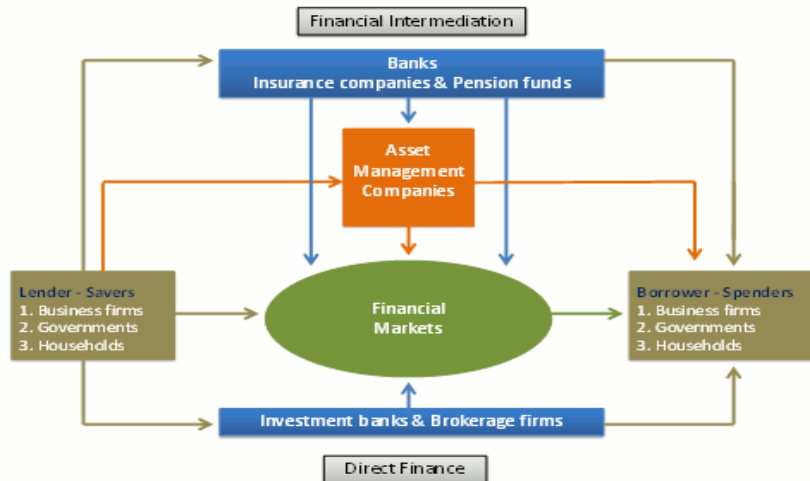 Financial Intermediation
Banks
Insurance companies & Pension funds
Asset
Management
Companies
Lender - Savers
1. Business firms
2. Governments
3. Households
Financial
Markets
Borrower - Spenders
1. Business firms
2. Governments
3. Households
Investment banks & Brokerage firms
Direct Finance